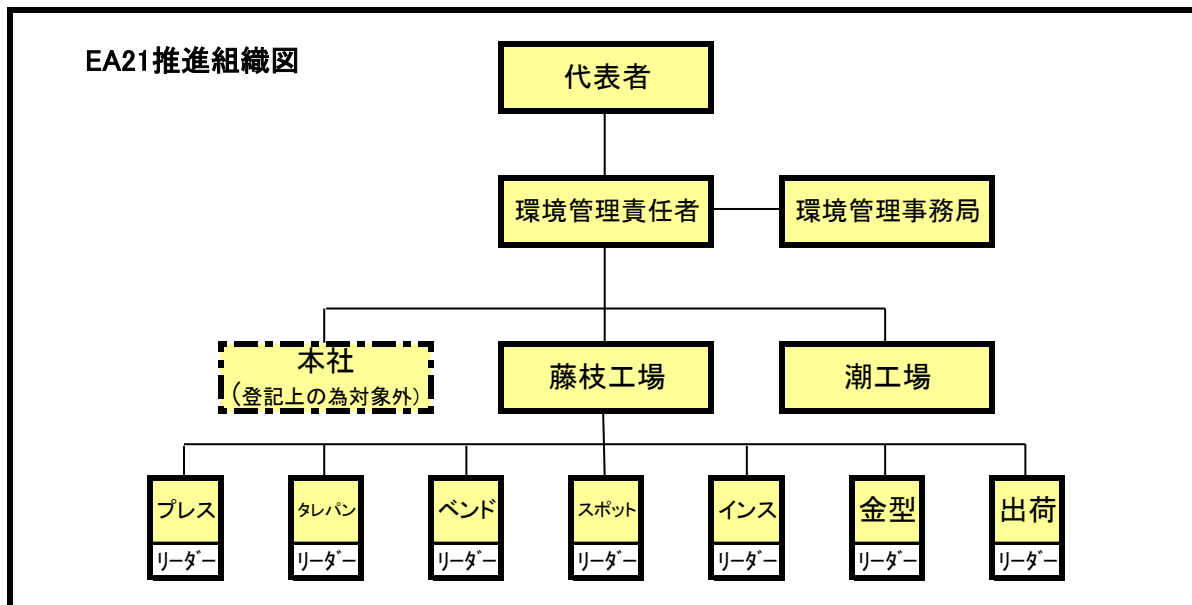 EA21推進組織図
代表者
環境管理責任者
環境管理事務局
本社
(登記上の為対象外)
藤枝工場
潮工場
プレス
タレパン
ベンド
スポット
インス
金型
出荷
リーダー
リーダー
リーダー
リーダー
リーダー
リーダー
リーダー